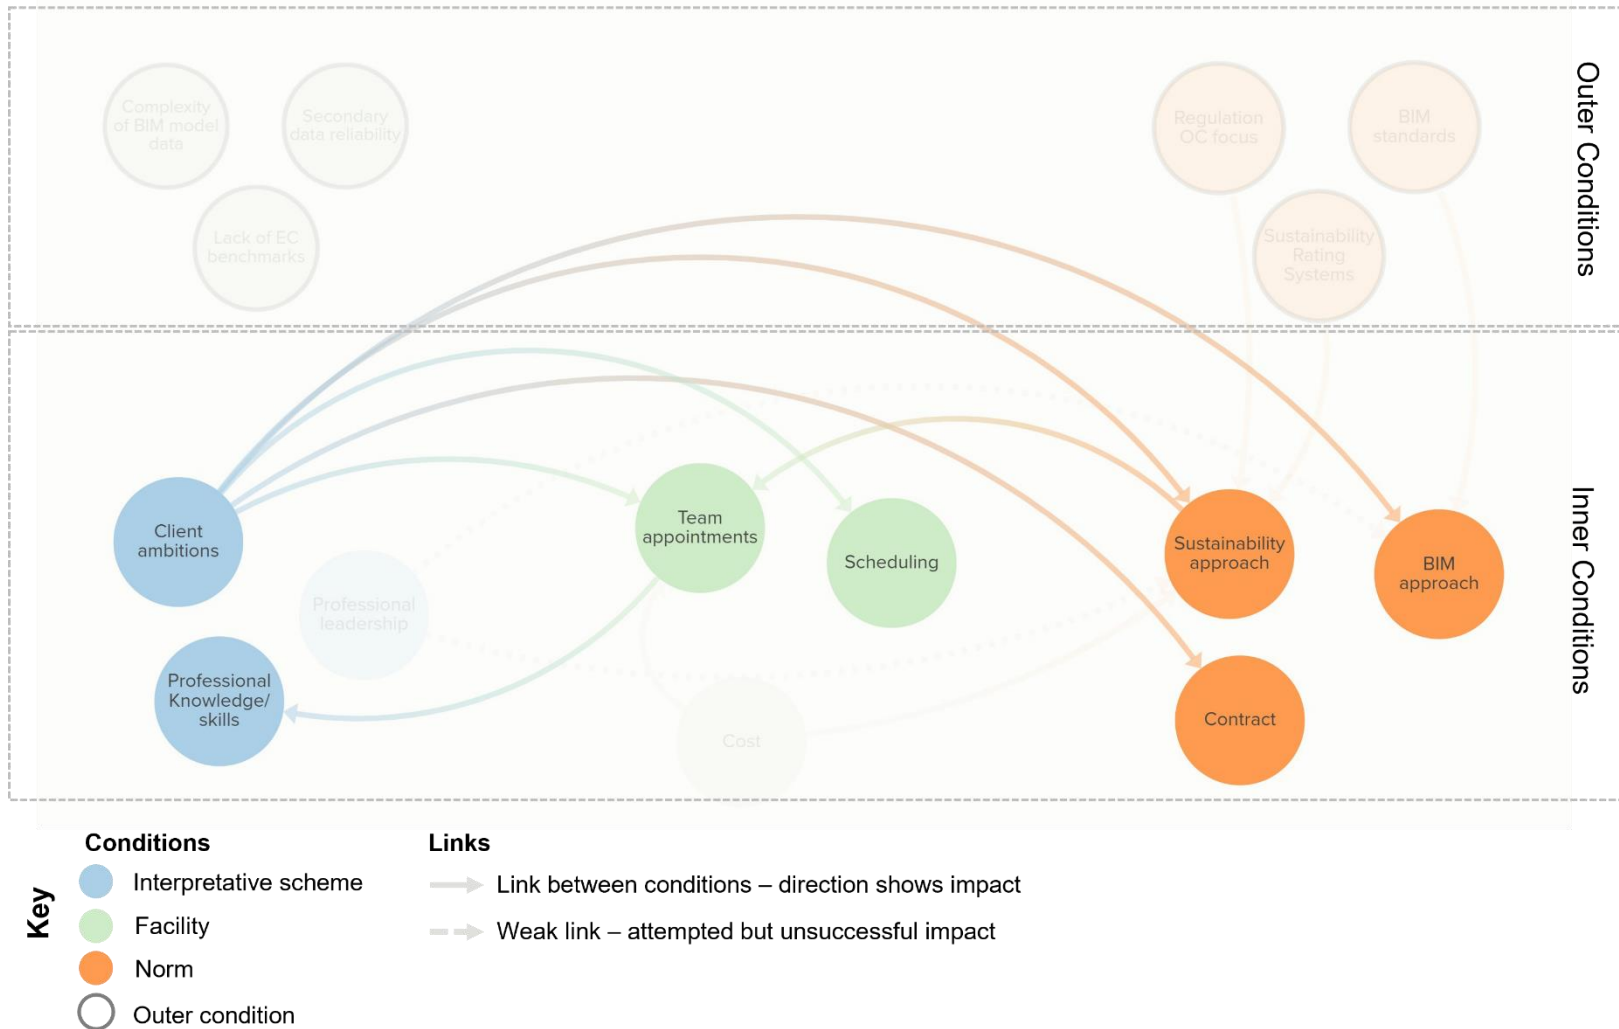 Complexity
of BIM model
data
Secondary
data reliability
Lack of EC
benchmarks
Regulation
OC focus
BIM
standards
Sustainability
Rating
Systems
Outer Conditions
Client
ambitions
Professional
leadership
Professional
Knowledge/
skills
Team
appointments
Scheduling
Cost
Sustainability
approach
BIM
approach
Contract
Inner Conditions
Key
Conditions
Interpretative scheme
Facility
Norm
Outer condition
Links
Link between conditions – direction shows impact
Weak link – attempted but unsuccessful impact